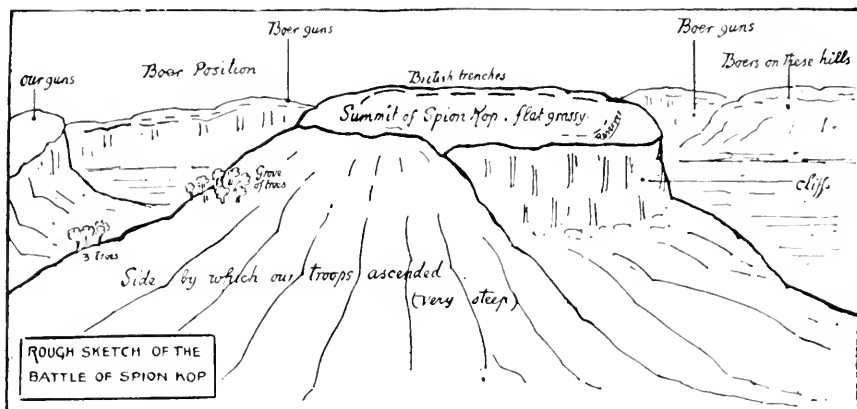 Boer guns
Boer guns
our guns
Boer Position
British trenches
Boers on these hills
Summit of Spion Kop. flat grassy.
Reserves
Grove
of trees
cliffs
3 trees
Side by which our troops ascended
(very steep)
ROUGH SKETCH OF THE
BATTLE OF SPION KOP